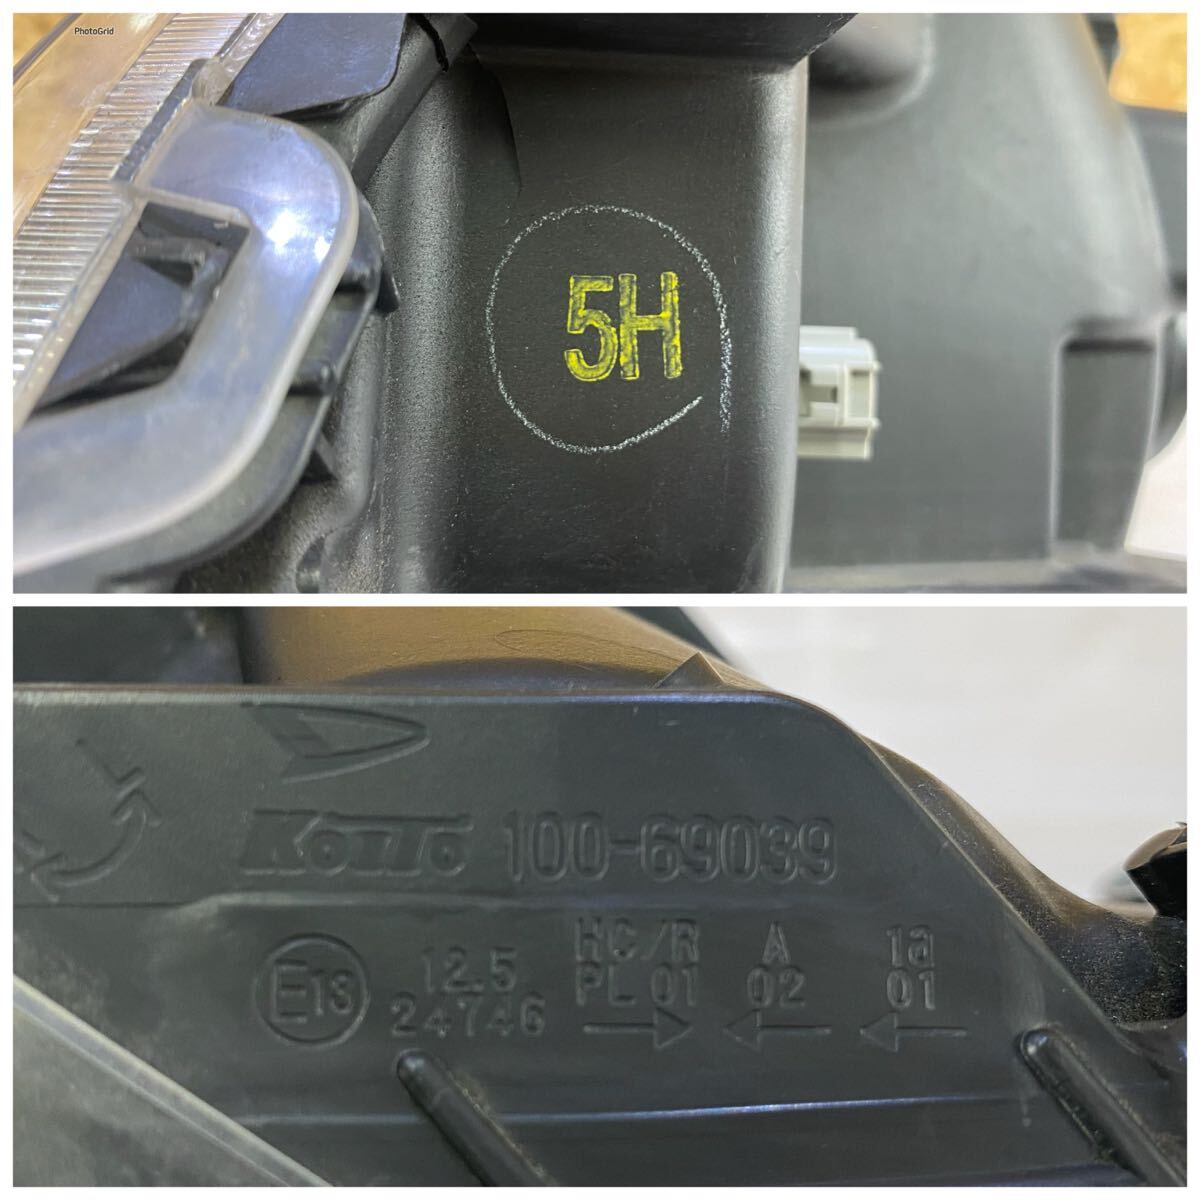 PhotoGrid
5H
KOITO 100-69039
E13 12.5 HC/R A 1a
24746 PL 01 02 01